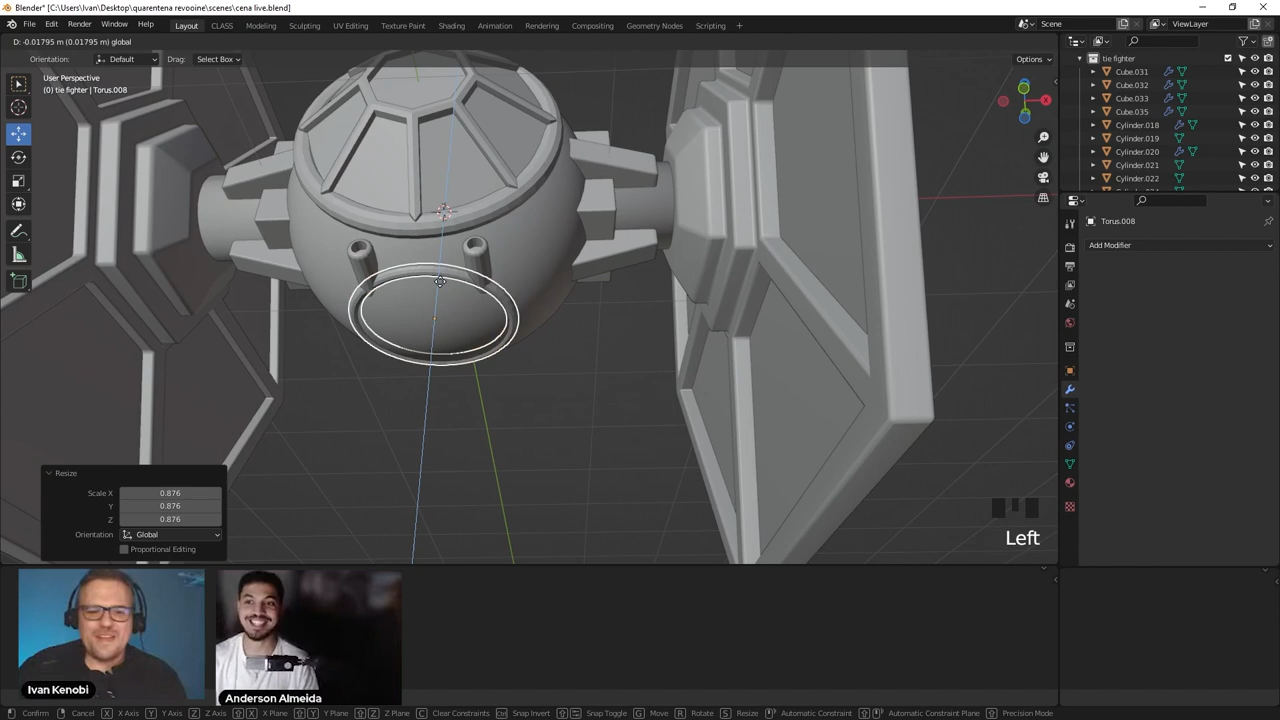 Blender* [C:\Users\Ivan\Desktop\quarentena revooine\scenes\cena live.blend]
File Edit Render Window Help Layout CLASS Modeling Sculpting UV Editing Texture Paint Shading Animation Rendering Compositing Geometry Nodes Scripting + Scene ViewLayer
D: -0.01795 m (0.01795 m) global
Orientation: Default Drag: Select Box Options
User Perspective
(0) tie fighter | Torus.008
tie fighter
Cube.031
Cube.032
Cube.033
Cube.035
Cylinder.018
Cylinder.019
Cylinder.020
Cylinder.021
Cylinder.022
Torus.008
Add Modifier
Resize
Scale X 0.876
Y 0.876
Z 0.876
Orientation Global
Proportional Editing
Left
Ivan Kenobi
Anderson Almeida
Confirm Cancel X X Axis Y Y Axis Z Z Axis X X Plane Y Y Plane Z Z Plane C Clear Constraints Snap Invert Snap Toggle G Move R Rotate S Resize Automatic Constraint Automatic Constraint Plane Precision Mode